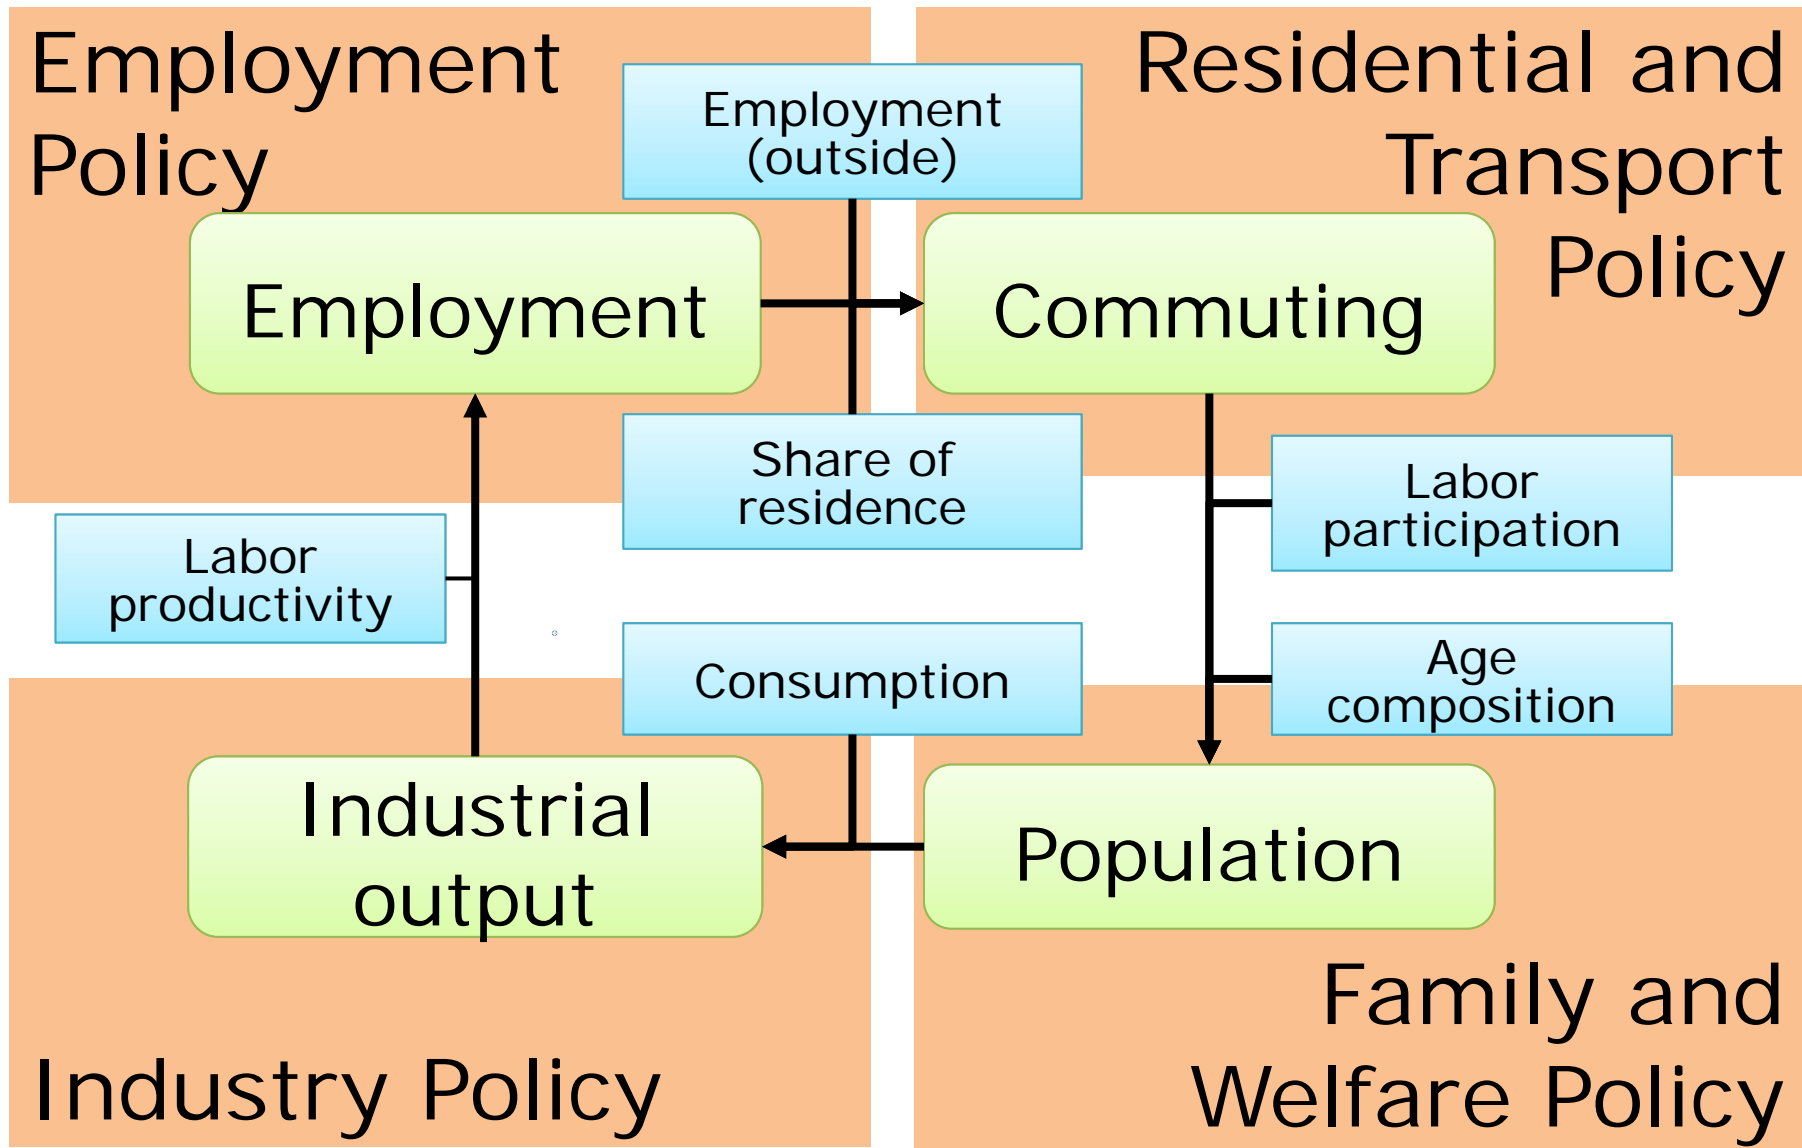 Employment
Policy
Residential and
Transport
Policy
Employment
(outside)
Employment
Commuting
Share of
residence
Labor
participation
Labor
productivity
Consumption
Age
composition
Industrial
output
Population
Industry Policy
Family and
Welfare Policy